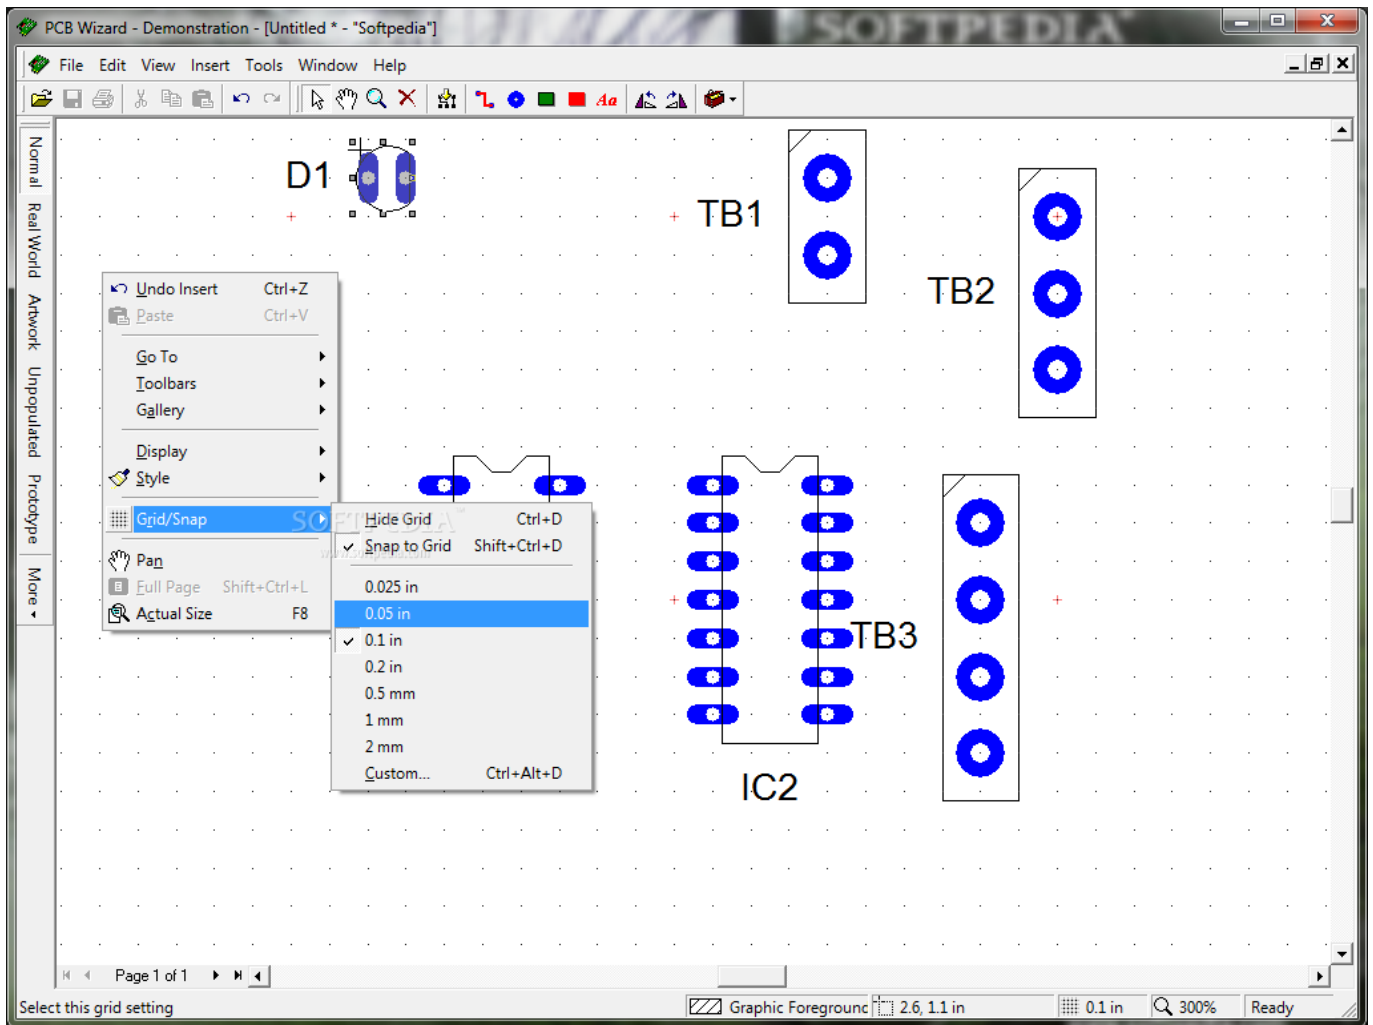 SOFTPEDIA
PCB Wizard - Demonstration - [Untitled * - "Softpedia"]
File Edit View Insert Tools Window Help
Aa
Normal
Real World
Artwork
Unpopulated
Prototype
More
D1
TB1
TB2
Undo Insert Ctrl+Z
Paste Ctrl+V
Go To
Toolbars
Gallery
Display
Style
Grid/Snap
Pan
Full Page Shift+Ctrl+L
Actual Size F8
SOFTPEDIA
www.softpedia.com
Hide Grid Ctrl+D
Snap to Grid Shift+Ctrl+D
0.025 in
0.05 in
0.1 in
0.2 in
0.5 mm
1 mm
2 mm
Custom... Ctrl+Alt+D
TB3
IC2
Page 1 of 1
Select this grid setting
Graphic Foregrounc 2.6, 1.1 in 0.1 in 300% Ready